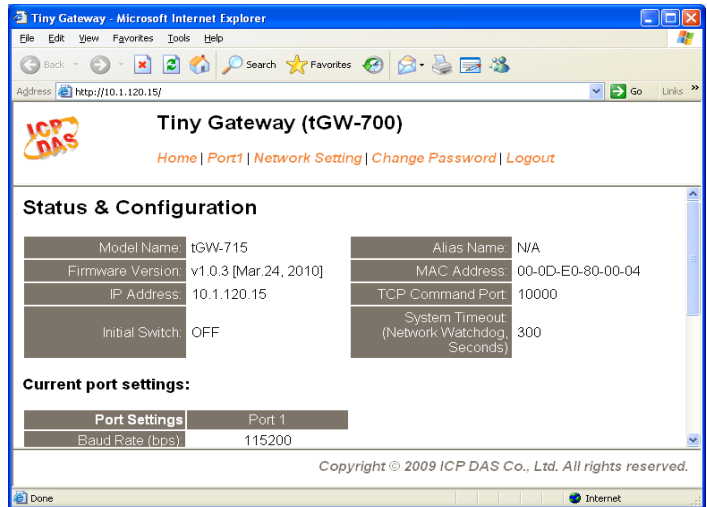 Tiny Gateway - Microsoft Internet Explorer
File Edit View Favorites Tools Help
Back Search Favorites
Address http://10.1.120.15/ Go Links »
ICP DAS
Tiny Gateway (tGW-700)
Home | Port1 | Network Setting | Change Password | Logout
Status & Configuration
Model Name: tGW-715 Alias Name: N/A
Firmware Version: v1.0.3 [Mar.24, 2010] MAC Address: 00-0D-E0-80-00-04
IP Address: 10.1.120.15 TCP Command Port: 10000
Initial Switch: OFF System Timeout (Network Watchdog, Seconds) 300
Current port settings:
Port Settings Port 1
Baud Rate (bps): 115200
Copyright © 2009 ICP DAS Co., Ltd. All rights reserved.
Done Internet